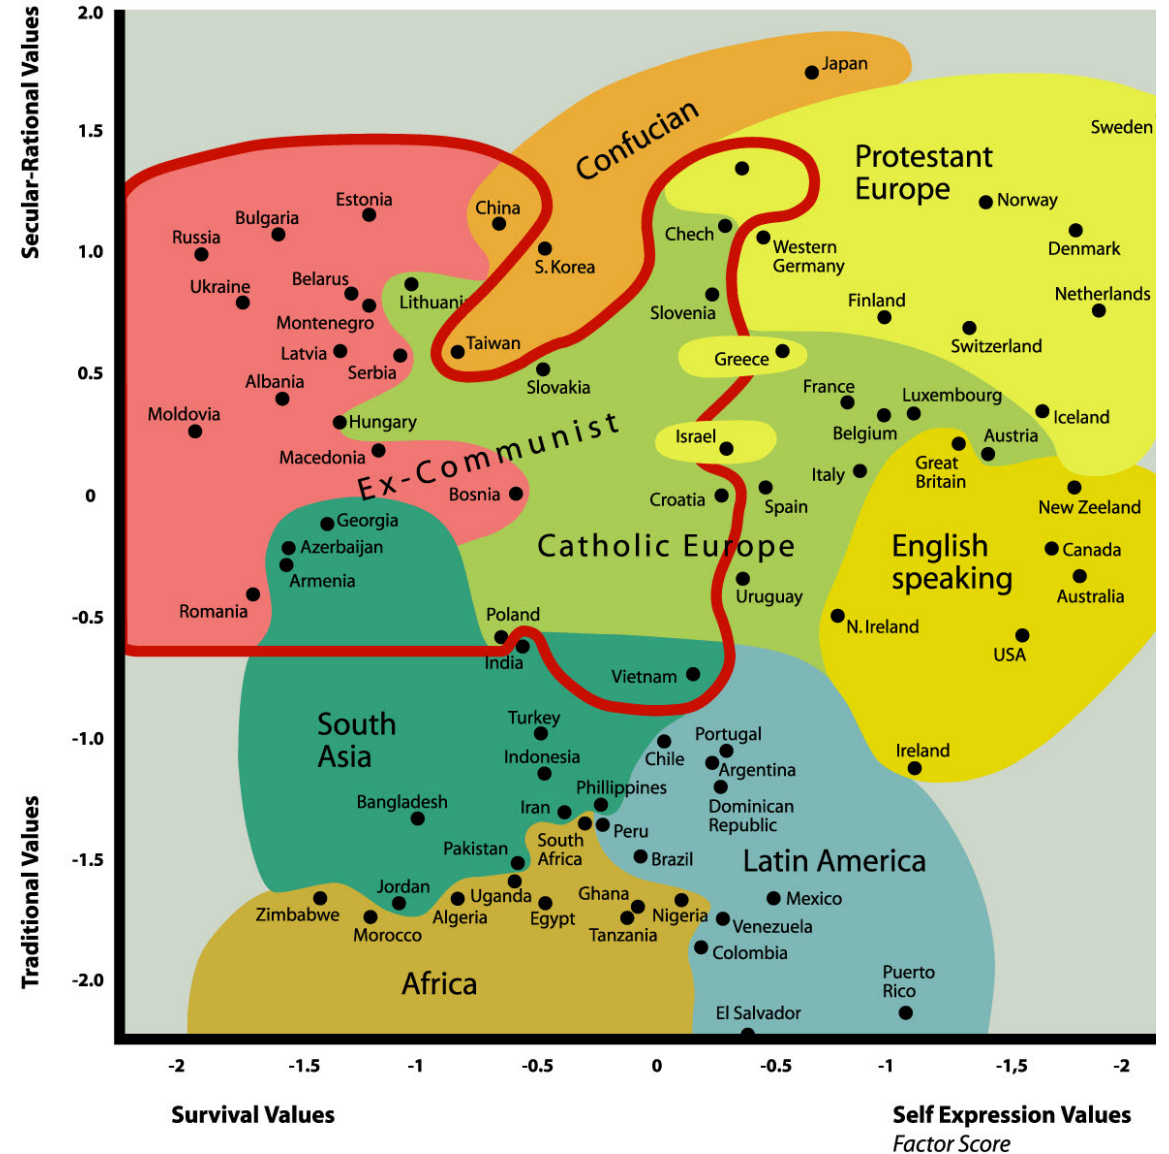 2.0
Secular-Rational Values
Japan
Confucian
1.5
Sweden
Protestant
Europe
Norway
Estonia
China
Bulgaria
Russia
Chech
Denmark
1.0
S. Korea
Western
Germany
Belarus
Ukraine
Lithuania
Montenegro
Slovenia
Finland
Netherlands
Latvia
Taiwan
Switzerland
Serbia
Greece
0.5
Albania
Slovakia
France
Luxembourg
Moldovia
Hungary
Ex-Communist
Israel
Belgium
Iceland
Austria
Macedonia
Great
Britain
Italy
0
Bosnia
Croatia
Spain
New Zeeland
Georgia
Azerbaijan
Catholic Europe
English
speaking
Canada
Armenia
Uruguay
Australia
Romania
-0.5
Poland
N. Ireland
India
USA
Vietnam
South
Asia
Turkey
-1.0
Portugal
Chile
Ireland
Indonesia
Argentina
Phillippines
Bangladesh
Iran
Dominican
Republic
South
Africa
Peru
Traditional Values
Pakistan
-1.5
Brazil
Latin America
Jordan
Uganda
Ghana
Mexico
Zimbabwe
Algeria
Egypt
Nigeria
Morocco
Tanzania
Venezuela
Colombia
-2.0
Africa
Puerto
Rico
El Salvador
-2 -1.5 -1 -0.5 0 -0.5 -1 -1,5 -2
Survival Values
Self Expression Values
Factor Score